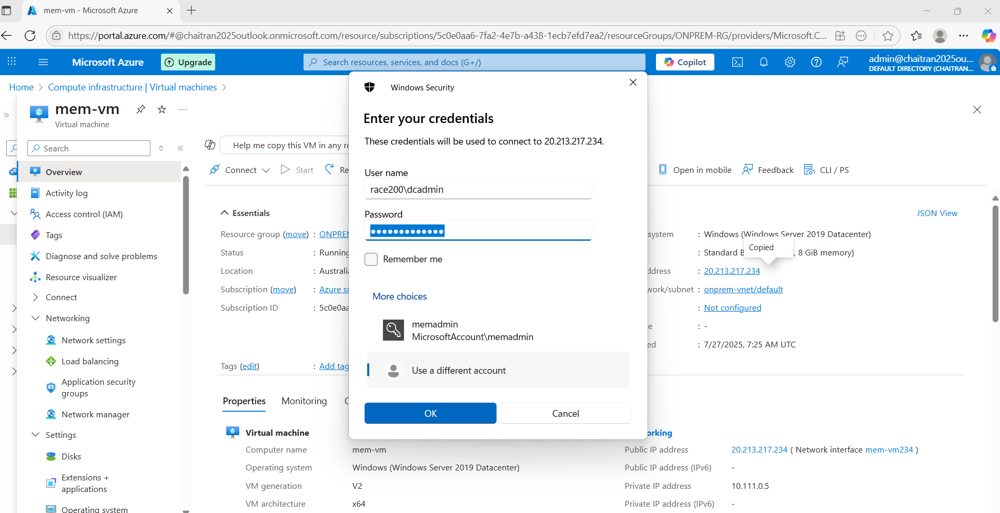 mem-vm - Microsoft Azure
https://portal.azure.com/#@chaitran2025outlook.onmicrosoft.com/resource/subscriptions/5c0e0aa6-7fa2-4e7b-a438-1ecb7efd7ea2/resourceGroups/ONPREM-RG/providers/Microsoft.C...
Microsoft Azure
Upgrade
Search resources, services, and docs (G+/)
Copilot
admin@chaitran2025ou...
DEFAULT DIRECTORY (CHAITRAN...
Home > Compute infrastructure | Virtual machines >
mem-vm
Virtual machine
Search
Overview
Activity log
Access control (IAM)
Tags
Diagnose and solve problems
Resource visualizer
Connect
Networking
Network settings
Load balancing
Application security
groups
Network manager
Settings
Disks
Extensions +
applications
Operating system
Help me copy this VM in any re
Connect
Start
Re
Open in mobile
Feedback
CLI / PS
Essentials
JSON View
Resource group (move) : ONPREM
Status : Running
Location : Australia
Subscription (move) : Azure su
Subscription ID : 5c0e0aa
Tags (edit) : Add tag
system : Windows (Windows Server 2019 Datacenter)
: Standard B , 8 GiB memory)
Copied
ddress : 20.213.217.234
work/subnet : onprem-vnet/default
: Not configured
e : -
ed : 7/27/2025, 7:25 AM UTC
Windows Security
Enter your credentials
These credentials will be used to connect to 20.213.217.234.
User name
race200\dcadmin
Password
Remember me
More choices
memadmin
MicrosoftAccount\memadmin
Use a different account
OK
Cancel
Properties
Monitoring
C
Virtual machine
Computer name mem-vm
Operating system Windows (Windows Server 2019 Datacenter)
VM generation V2
VM architecture x64
orking
Public IP address 20.213.217.234 ( Network interface mem-vm234 )
Public IP address (IPv6) -
Private IP address 10.111.0.5
Private IP address (IPv6) -